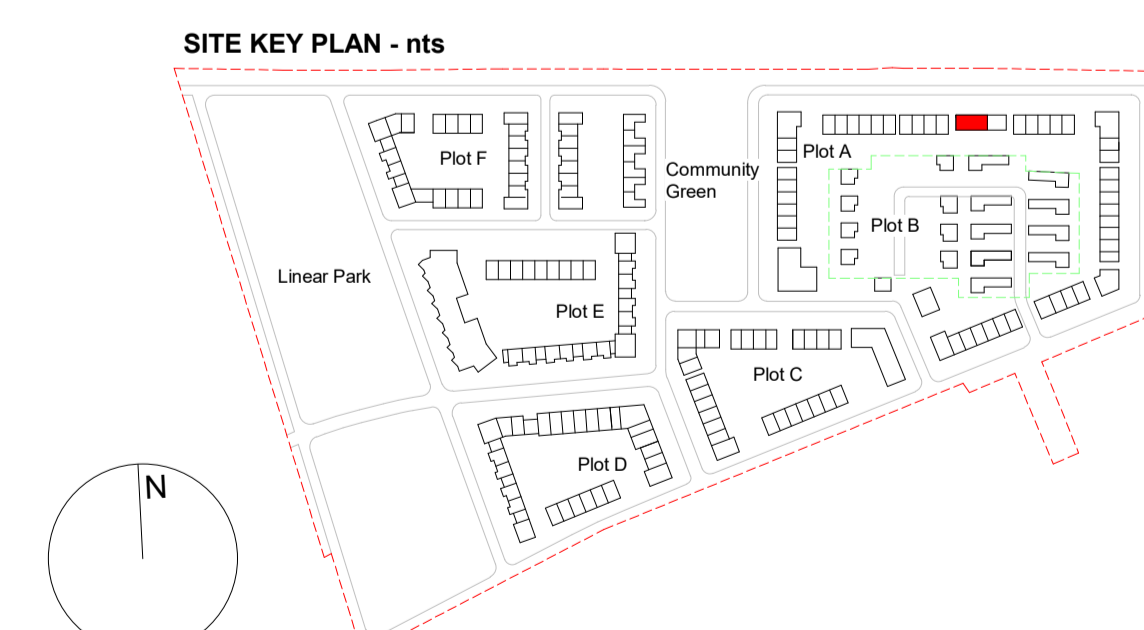 SITE KEY PLAN - nts
Plot F
Plot A
Community
Green
Plot B
Linear Park
Plot E
Plot C
Plot D
N